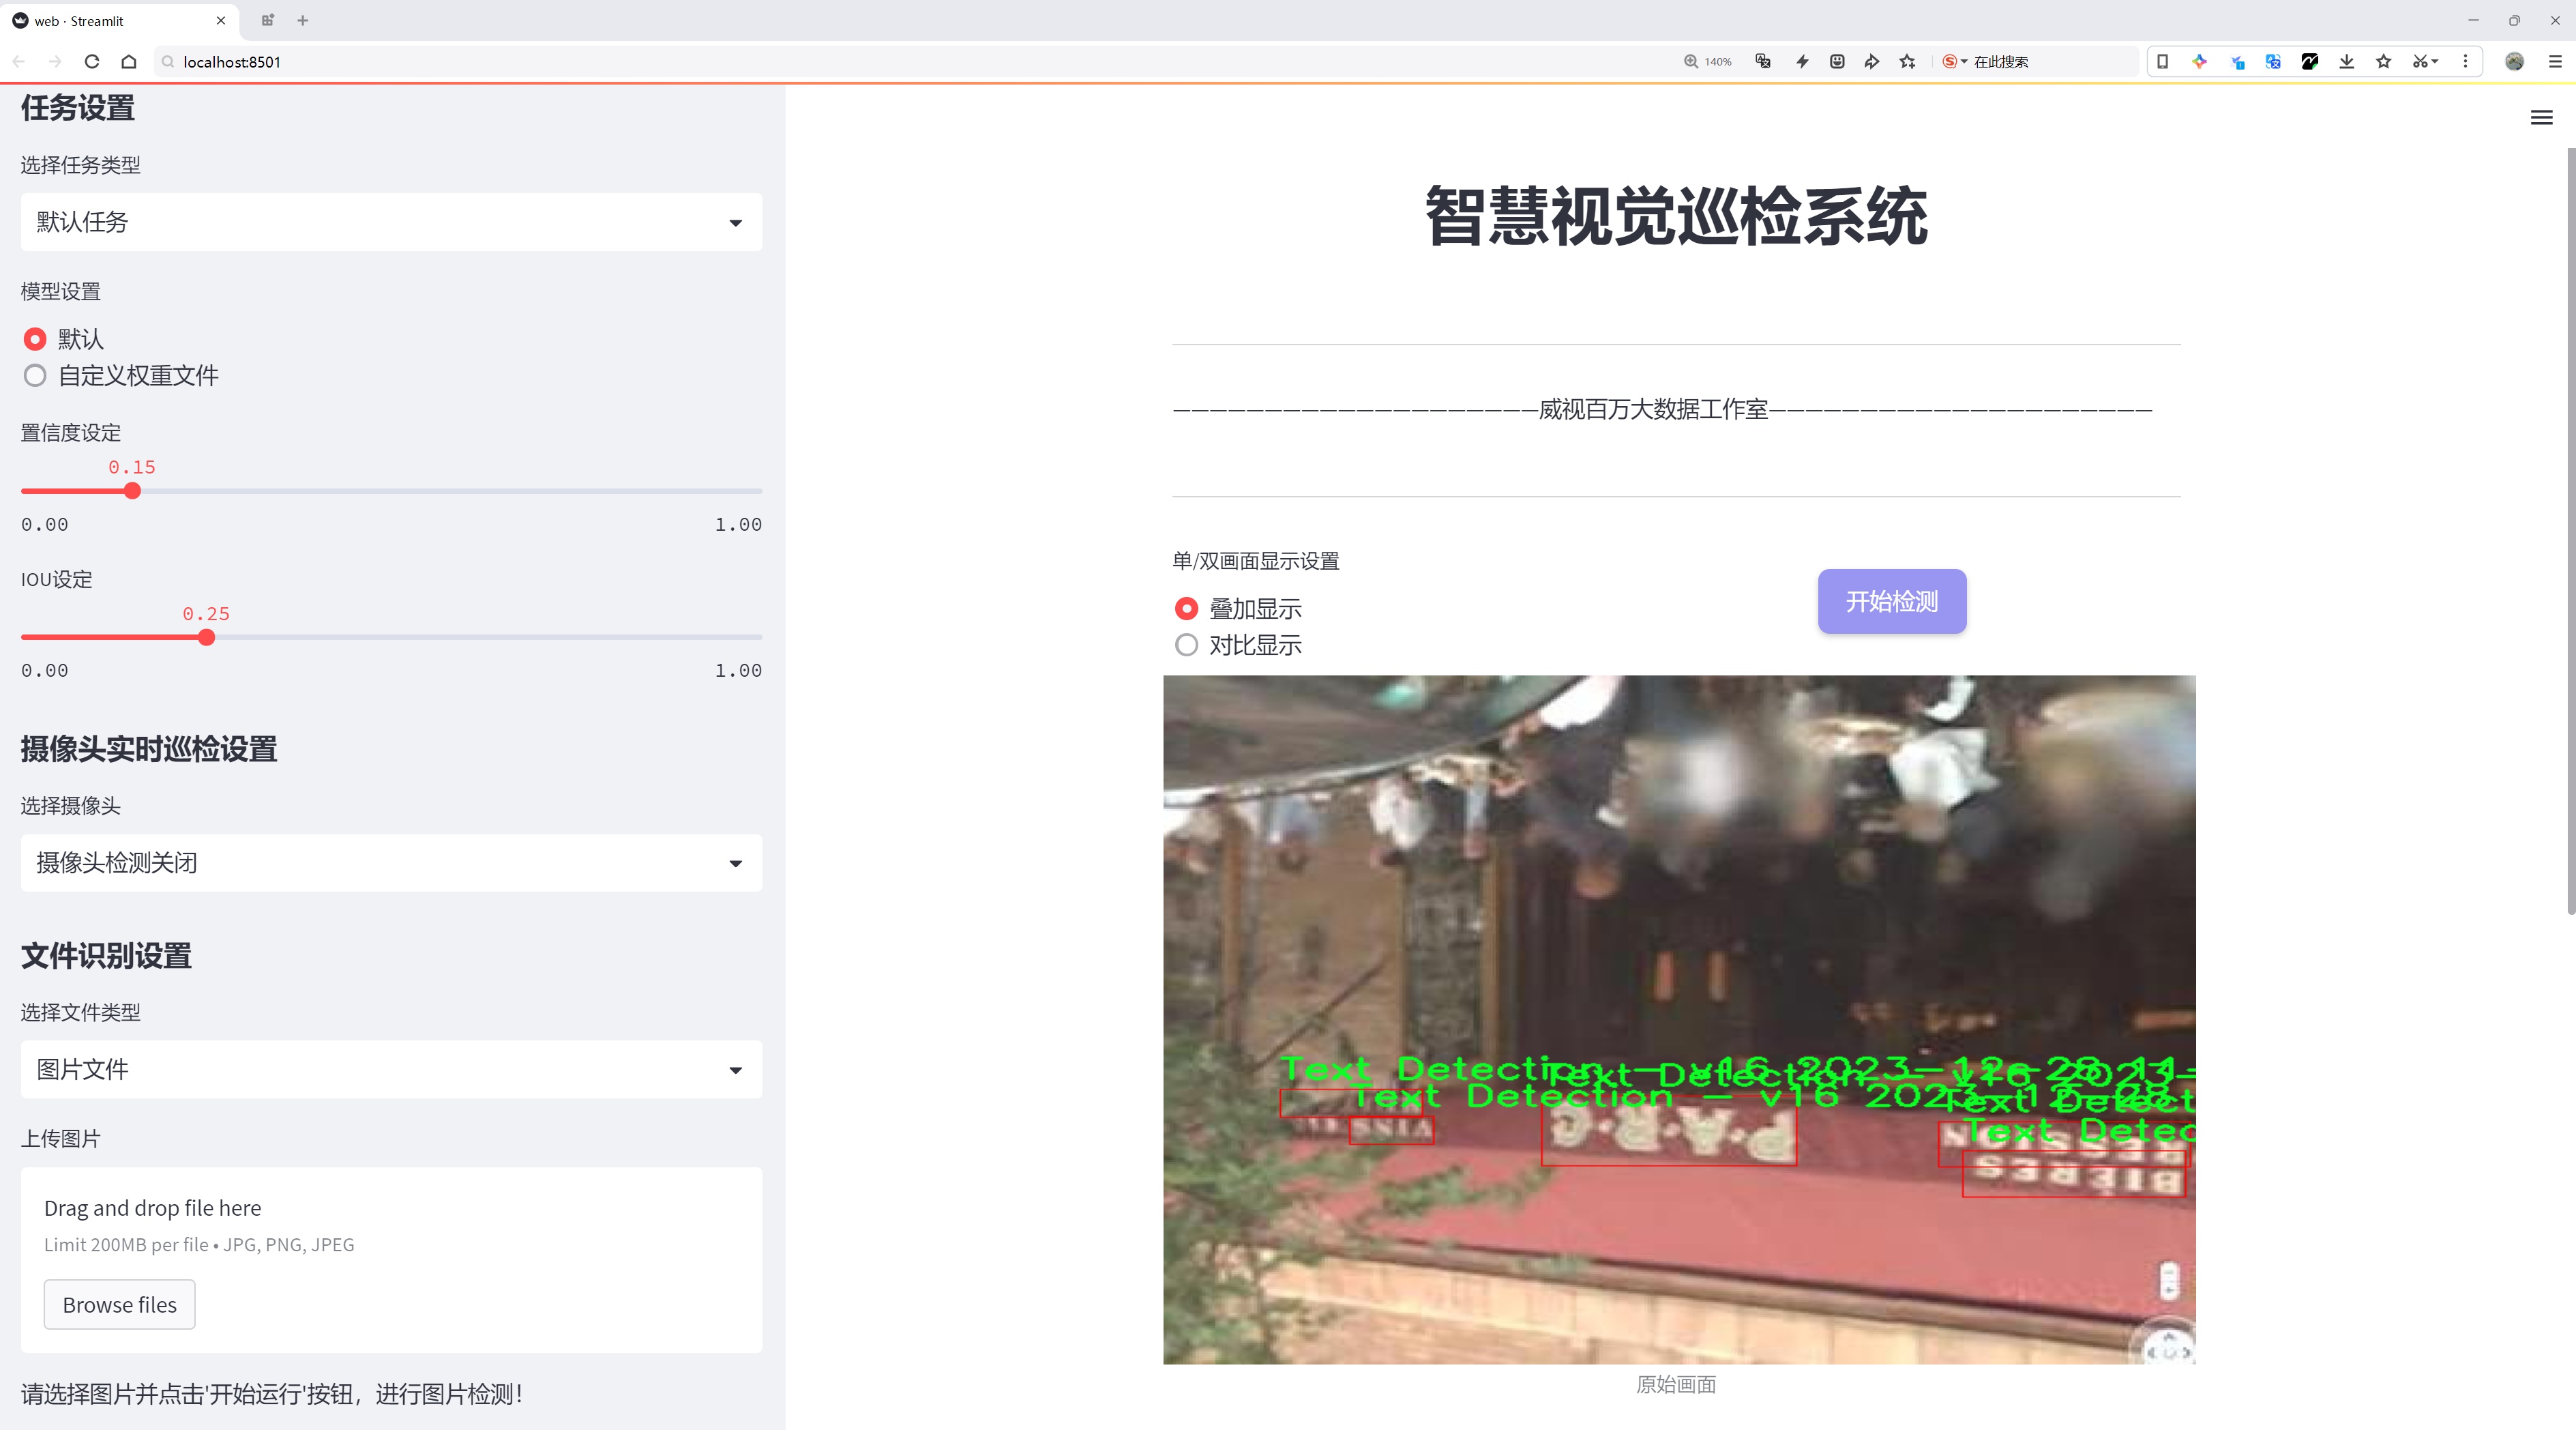 web · Streamlit
localhost:8501
140%
在此搜索
任务设置
选择任务类型
默认任务
模型设置
默认
自定义权重文件
置信度设定
0.15
0.00 1.00
IOU设定
0.25
0.00 1.00
摄像头实时巡检设置
选择摄像头
摄像头检测关闭
文件识别设置
选择文件类型
图片文件
上传图片
Drag and drop file here
Limit 200MB per file • JPG, PNG, JPEG
Browse files
请选择图片并点击'开始运行'按钮，进行图片检测！
智慧视觉巡检系统
————————————————————威视百万大数据工作室—————————————————————
单/双画面显示设置
叠加显示
对比显示
开始检测
Text Detection – v16 2023–12–28 11–
Text Detection – v16 2023–
Text Detection – v16 2023–12–28
Text Detect
Text Detec
P·A·R·G
BIÈRES
原始画面